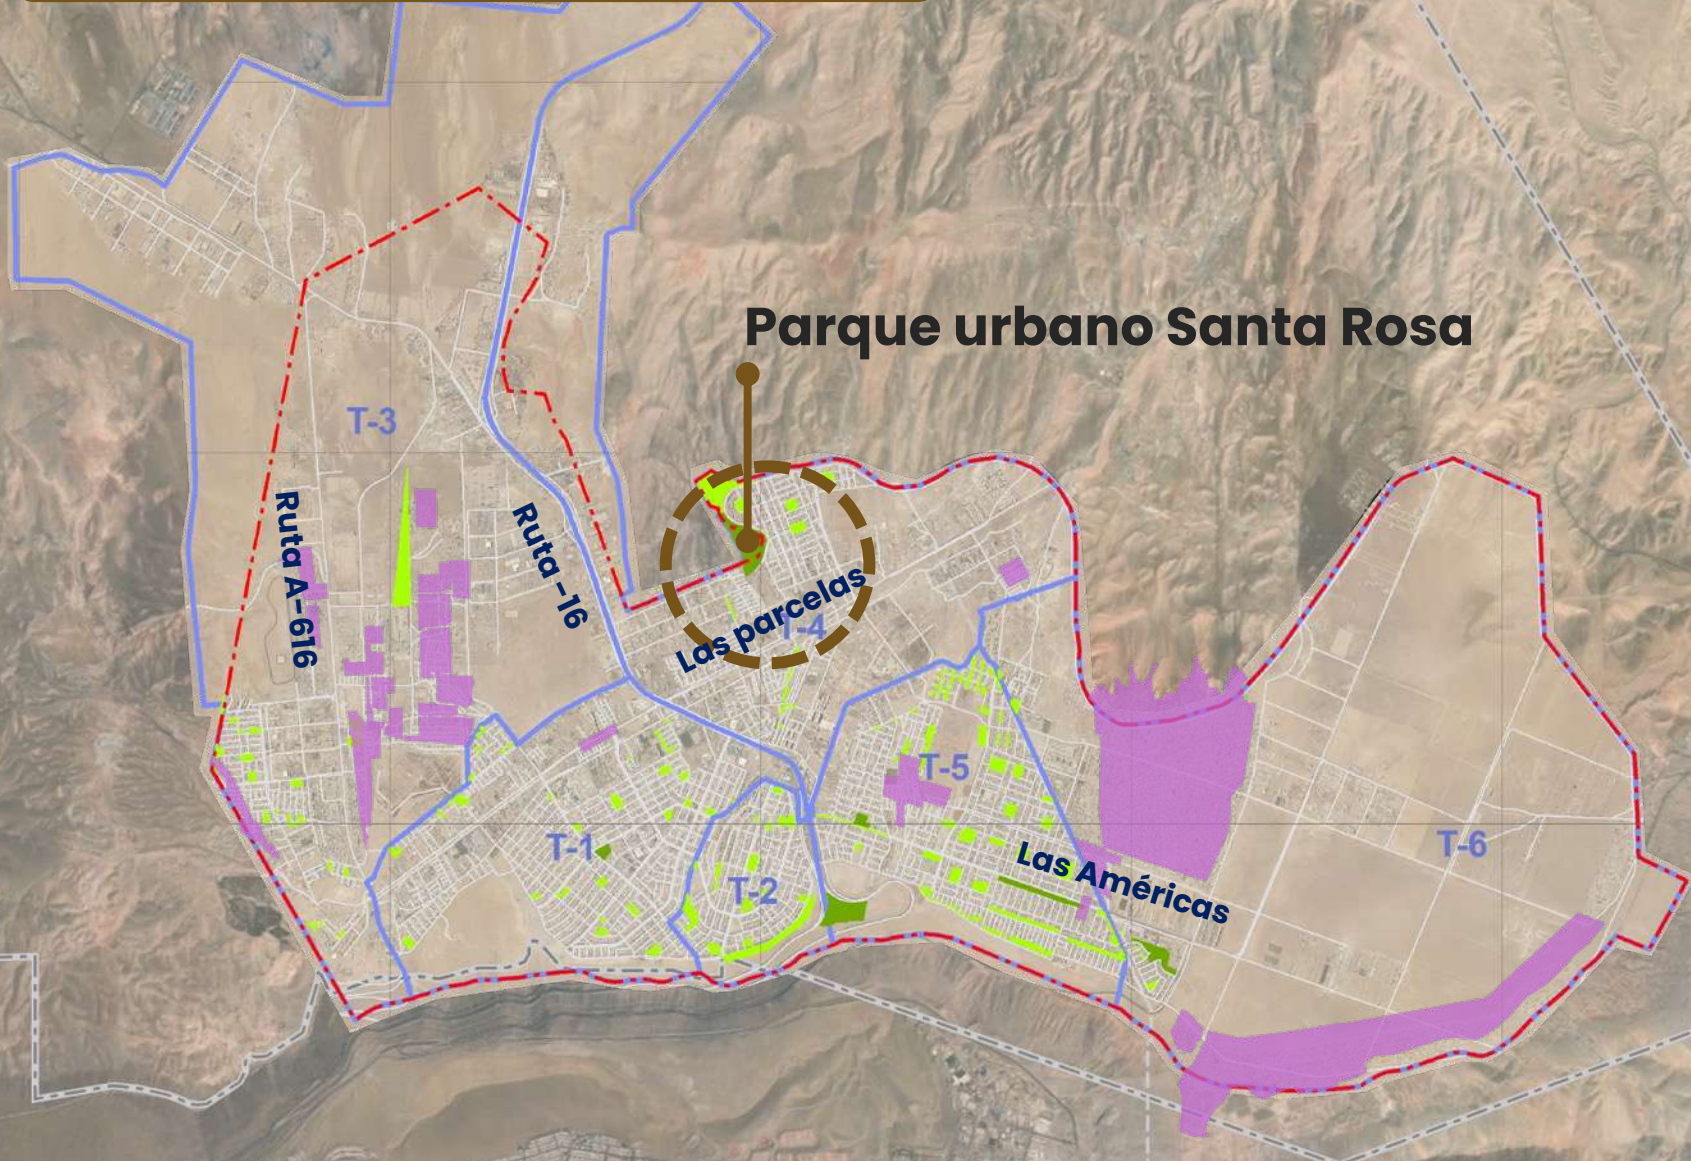 Parque urbano Santa Rosa
T-3
Ruta A-616
Ruta -16
Las parcelas
T-4
T-5
T-1
T-2
Las Américas
T-6